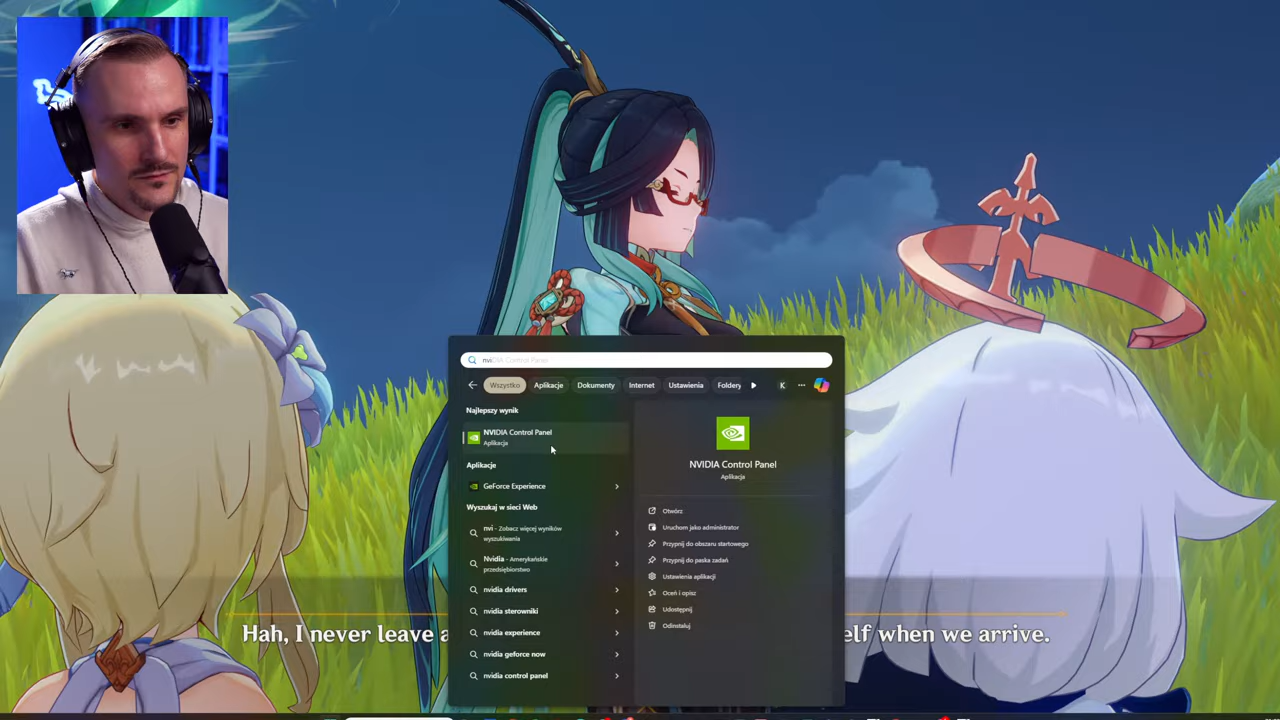 nviDIA Control Panel
Wszystko Aplikacje Dokumenty Internet Ustawienia Foldery K
Najlepszy wynik
NVIDIA Control Panel
Aplikacja
Aplikacje
GeForce Experience
Wyszukaj w sieci Web
nvi - Zobacz więcej wyników
wyszukiwania
Nvidia - Amerykańskie
przedsiębiorstwo
nvidia drivers
nvidia sterowniki
nvidia experience
nvidia geforce now
nvidia control panel
NVIDIA Control Panel
Aplikacja
Otwórz
Uruchom jako administrator
Przypnij do obszaru startowego
Przypnij do paska zadań
Ustawienia aplikacji
Oceń i opisz
Udostępnij
Odinstaluj
Hah, I never leave
elf when we arrive.